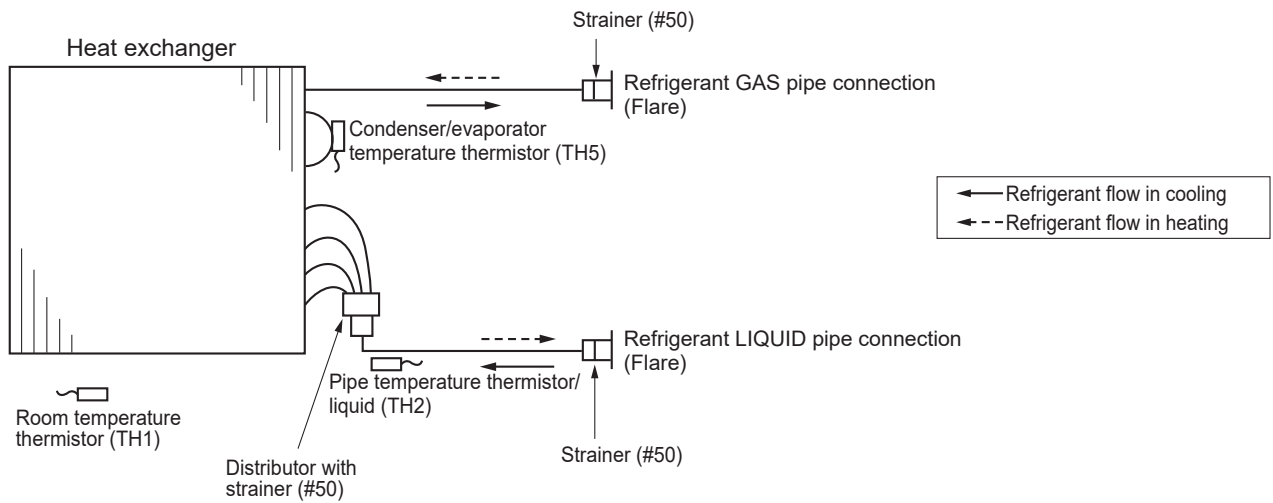 Strainer (#50)
Heat exchanger
Refrigerant GAS pipe connection
(Flare)
Condenser/evaporator
temperature thermistor (TH5)
Refrigerant flow in cooling
Refrigerant flow in heating
Refrigerant LIQUID pipe connection
(Flare)
Pipe temperature thermistor/
liquid (TH2)
Room temperature
thermistor (TH1)
Strainer (#50)
Distributor with
strainer (#50)